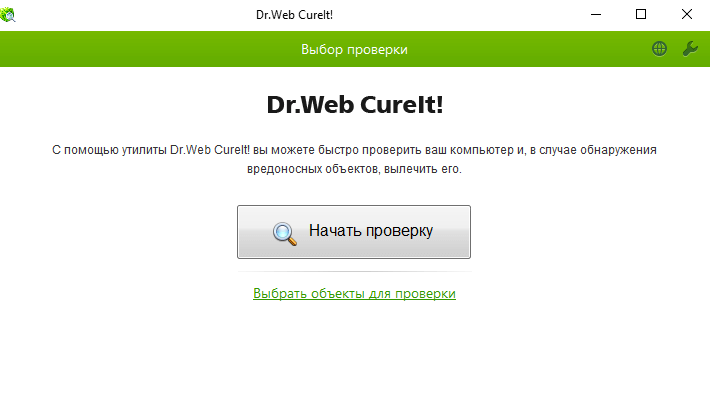 Dr.Web CureIt!
Выбор проверки
Dr.Web CureIt!
С помощью утилиты Dr.Web CureIt! вы можете быстро проверить ваш компьютер и, в случае обнаружения
вредоносных объектов, вылечить его.
Начать проверку
Выбрать объекты для проверки